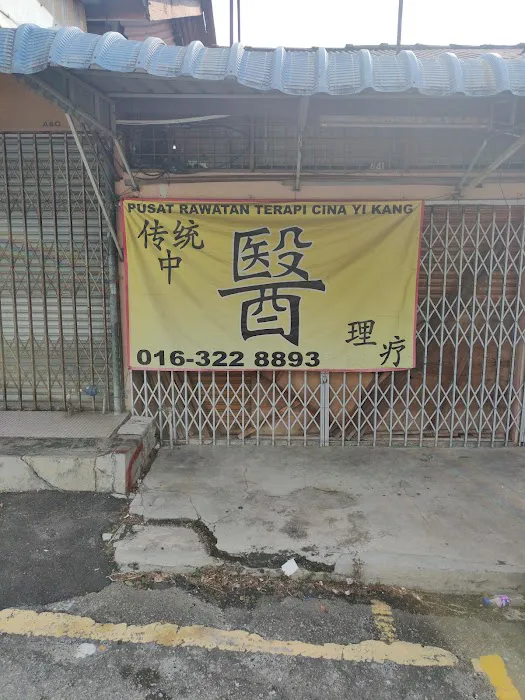 PUSAT RAWATAN TERAPI CINA YI KANG
传统
中
醫
理
疗
016-322 8893